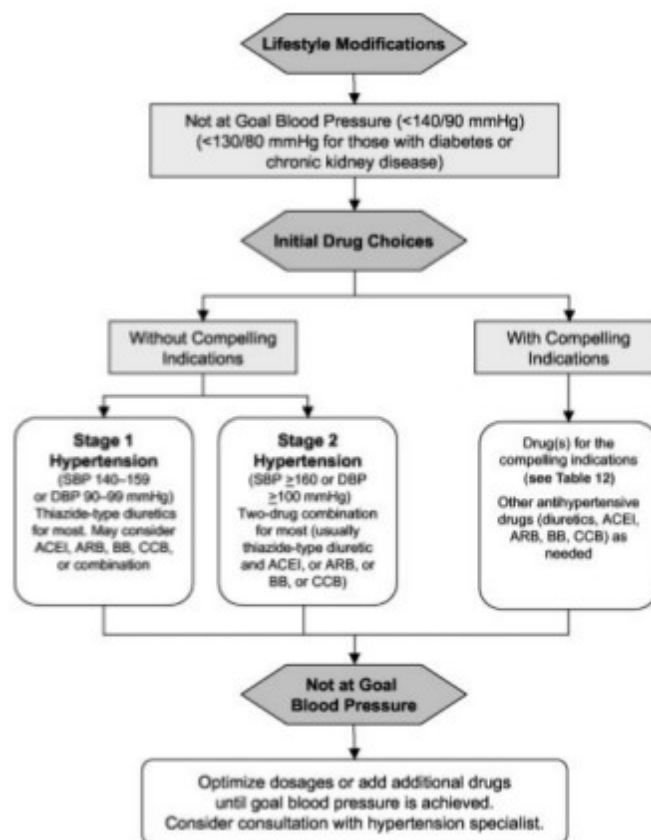 Lifestyle Modifications
Not at Goal Blood Pressure (<140/90 mmHg)
(<130/80 mmHg for those with diabetes or
chronic kidney disease)
Initial Drug Choices
Without Compelling
Indications
With Compelling
Indications
Stage 1
Hypertension
(SBP 140–159
or DBP 90–99 mmHg)
Thiazide-type diuretics
for most. May consider
ACEI, ARB, BB, CCB,
or combination
Stage 2
Hypertension
(SBP ≥160 or DBP
≥100 mmHg)
Two-drug combination
for most (usually
thiazide-type diuretic
and ACEI, or ARB, or
BB, or CCB)
Drug(s) for the
compelling indications
(see Table 12)
Other antihypertensive
drugs (diuretics, ACEI,
ARB, BB, CCB) as
needed
Not at Goal
Blood Pressure
Optimize dosages or add additional drugs
until goal blood pressure is achieved.
Consider consultation with hypertension specialist.